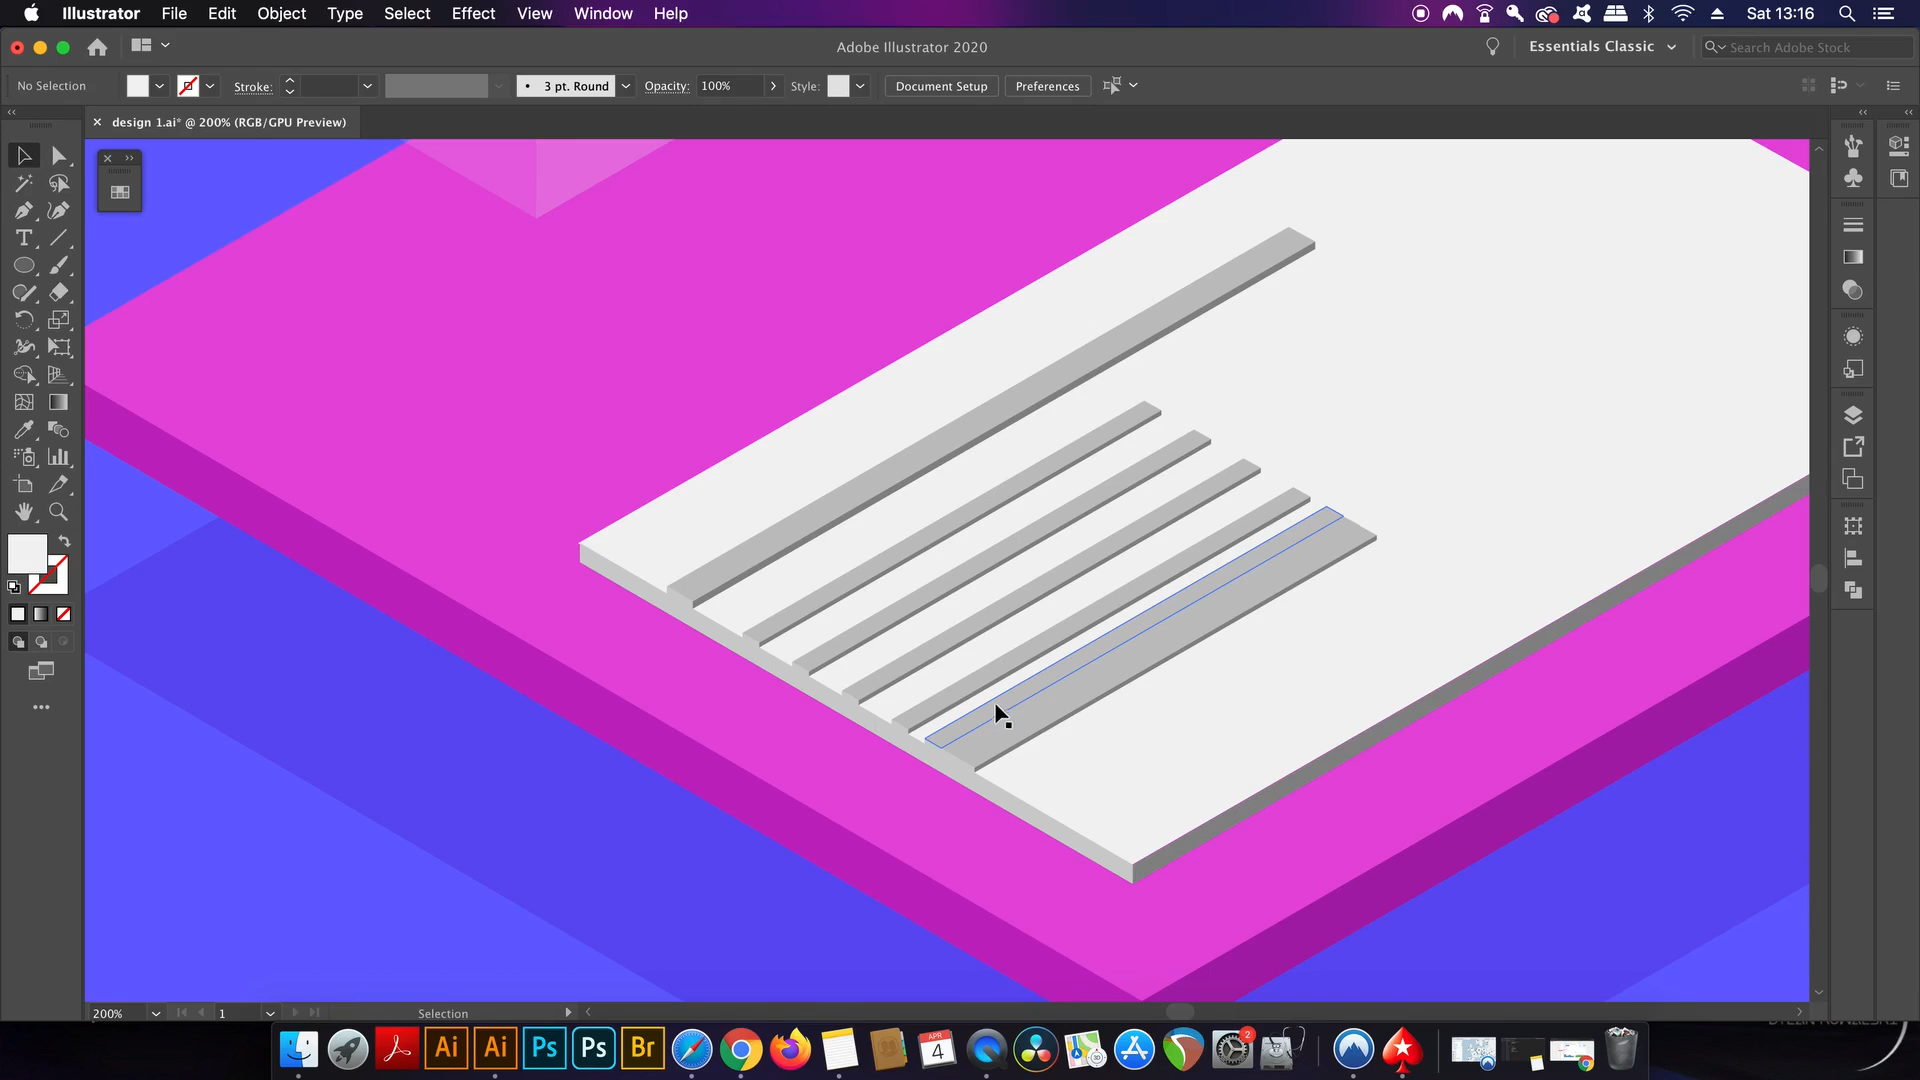 Illustrator File Edit Object Type Select Effect View Window Help Sat 13:16
Adobe Illustrator 2020 Essentials Classic Search Adobe Stock
No Selection Stroke: 3 pt. Round Opacity: 100% Style: Document Setup Preferences
design 1.ai* @ 200% (RGB/GPU Preview)
200% 1 Selection
Ai Ai Ps Ps Br APR 4 2